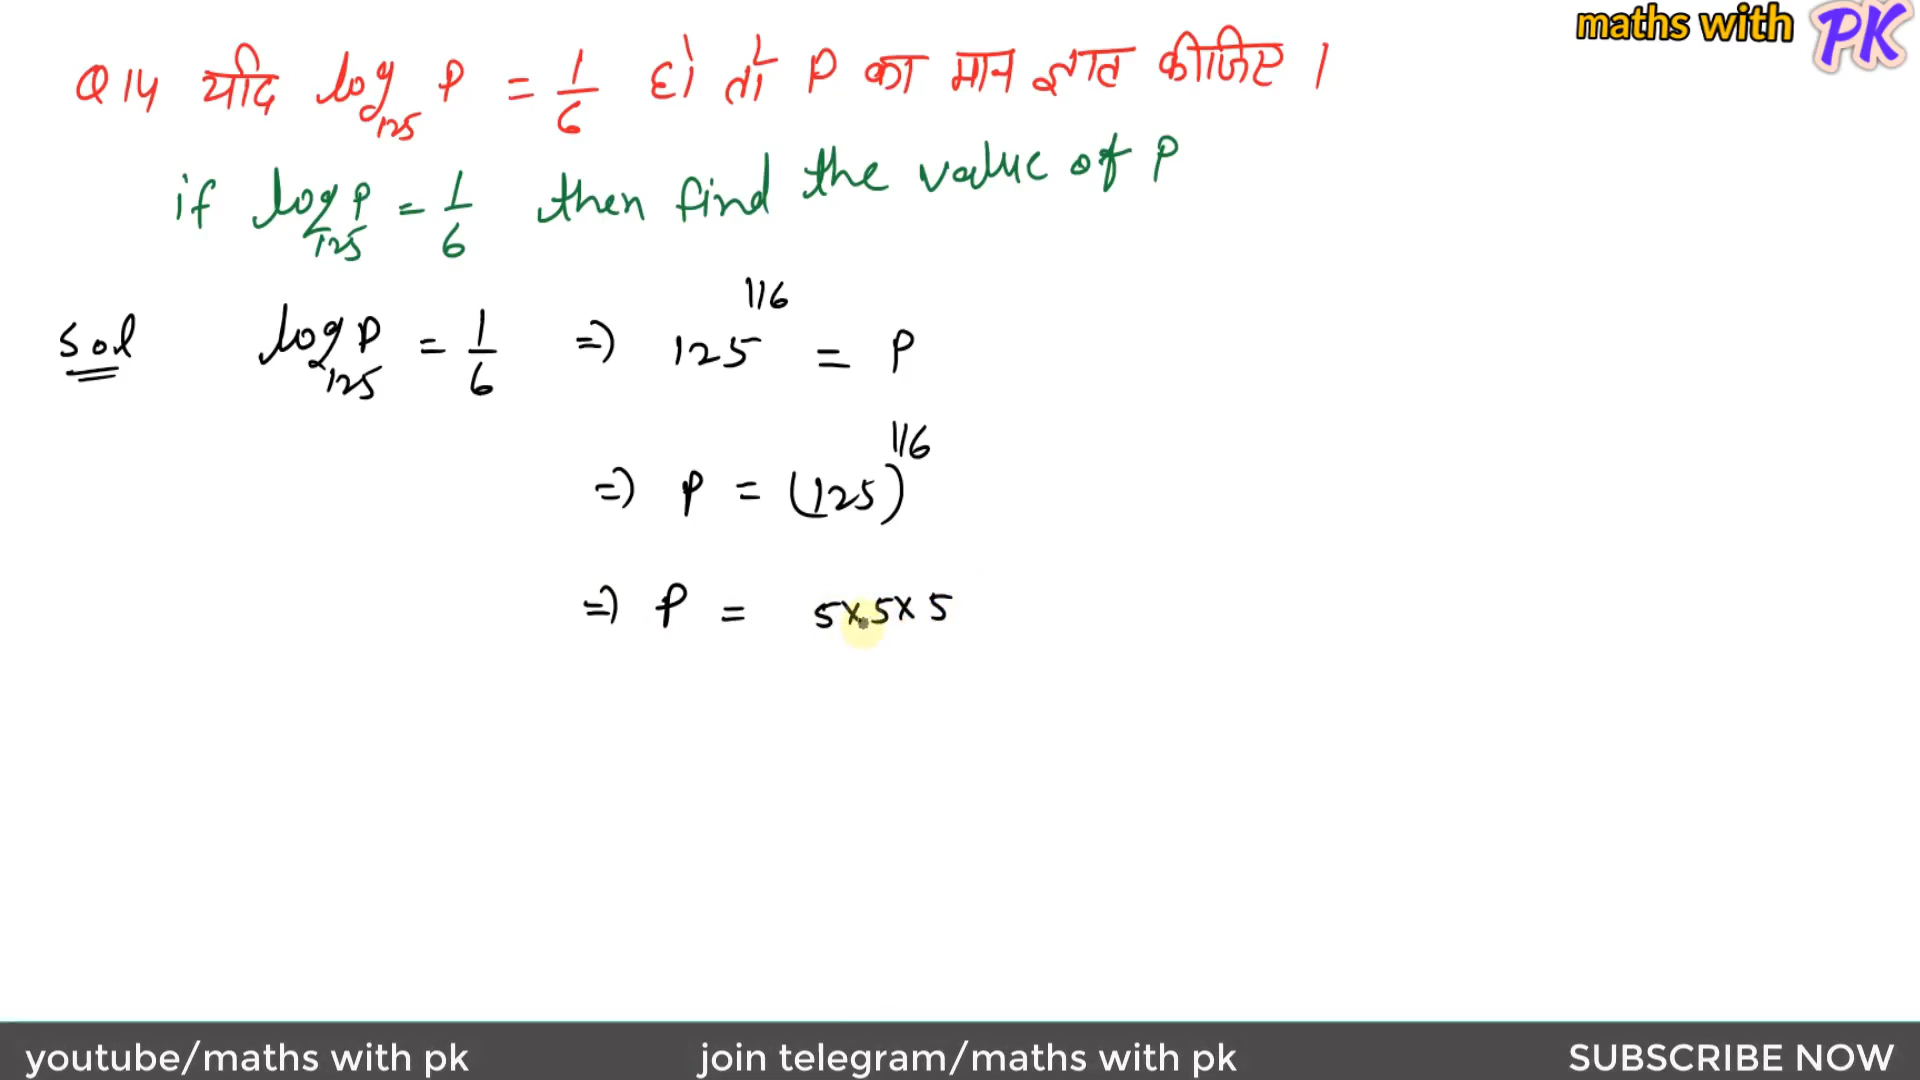 maths with PK
Q14 यदि log₁₂₅ P = 1/6 हो तो P का मान ज्ञात कीजिए ।
if log₁₂₅ P = 1/6 then find the value of P
Sol log₁₂₅ P = 1/6 ⇒ 125^1/6 = P
⇒ P = (125)^1/6
⇒ P = 5×5×5
youtube/maths with pk join telegram/maths with pk SUBSCRIBE NOW